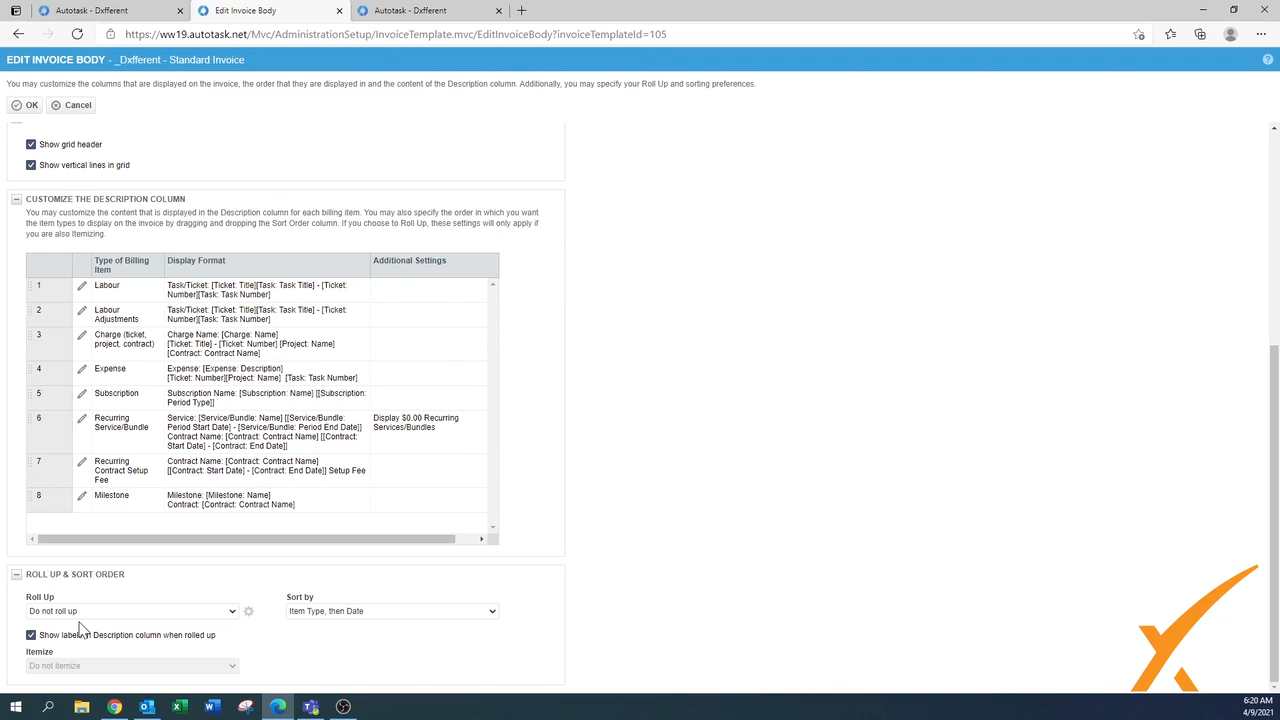 Autotask - Dxfferent
Edit Invoice Body
Autotask - Dxfferent
https://ww19.autotask.net/Mvc/AdministrationSetup/InvoiceTemplate.mvc/EditInvoiceBody?invoiceTemplateId=105
EDIT INVOICE BODY - _Dxfferent - Standard Invoice
You may customize the columns that are displayed on the invoice, the order that they are displayed in and the content of the Description column. Additionally, you may specify your Roll Up and sorting preferences.
OK Cancel
Show grid header
Show vertical lines in grid
CUSTOMIZE THE DESCRIPTION COLUMN
You may customize the content that is displayed in the Description column for each billing item. You may also specify the order in which you want
the item types to display on the invoice by dragging and dropping the Sort Order column. If you choose to Roll Up, these settings will only apply if
you are also Itemizing.
Type of Billing
Item
Display Format
Additional Settings
1
Labour
Task/Ticket: [Ticket: Title][Task: Task Title] - [Ticket:
Number][Task: Task Number]
2
Labour
Adjustments
Task/Ticket: [Ticket: Title][Task: Task Title] - [Ticket:
Number][Task: Task Number]
3
Charge (ticket,
project, contract)
Charge Name: [Charge: Name]
[Ticket: Title] - [Ticket: Number] [Project: Name]
[Contract: Contract Name]
4
Expense
Expense: [Expense: Description]
[Ticket: Number][Project: Name] [Task: Task Number]
5
Subscription
Subscription Name: [Subscription: Name] [[Subscription:
Period Type]]
6
Recurring
Service/Bundle
Service: [Service/Bundle: Name] [[Service/Bundle:
Period Start Date] - [Service/Bundle: Period End Date]]
Contract Name: [Contract: Contract Name] [[Contract:
Start Date] - [Contract: End Date]]
Display $0.00 Recurring
Services/Bundles
7
Recurring
Contract Setup
Fee
Contract Name: [Contract: Contract Name]
[[Contract: Start Date] - [Contract: End Date]] Setup Fee
8
Milestone
Milestone: [Milestone: Name]
Contract: [Contract: Contract Name]
ROLL UP & SORT ORDER
Roll Up
Sort by
Do not roll up
Item Type, then Date
Show label in Description column when rolled up
Itemize
Do not itemize
6:20 AM
4/9/2021